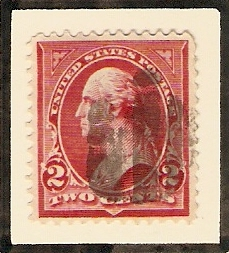 UNITED STATES POSTAGE
2 2
TWO CENTS